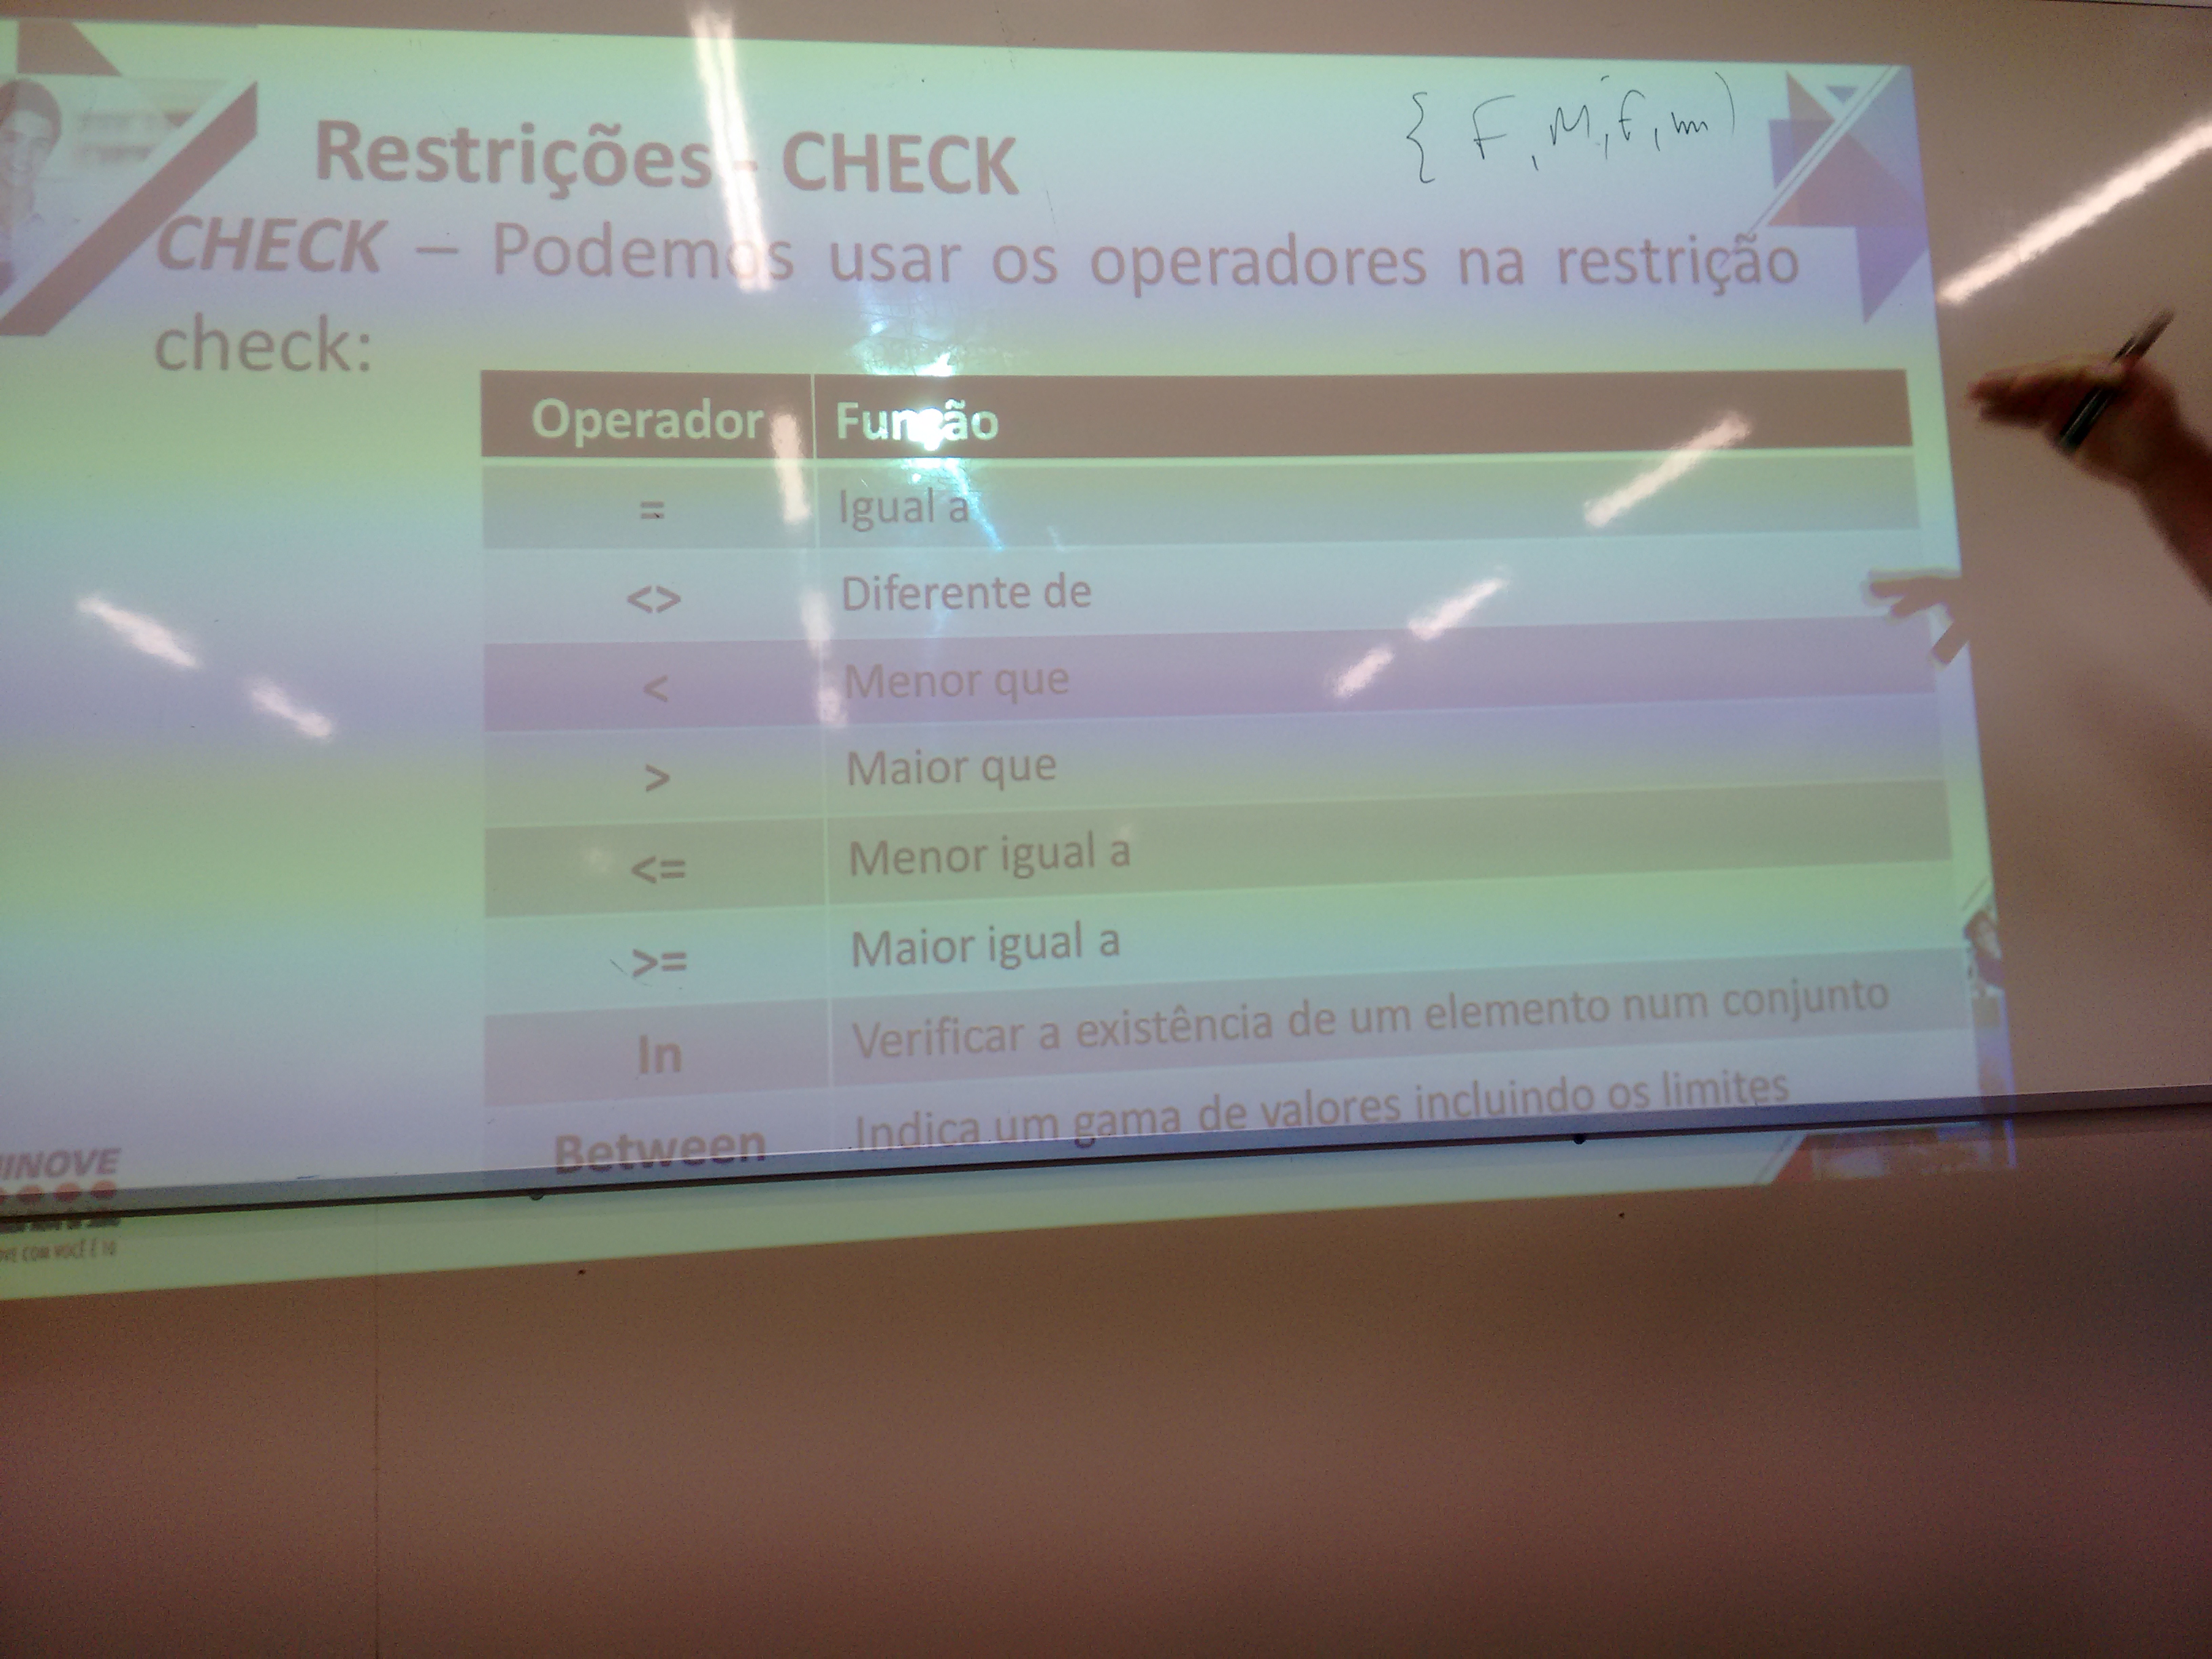 { F, M, f, m )
Restrições - CHECK
CHECK – Podemos usar os operadores na restrição
check:
Operador Função
= Igual a
<> Diferente de
< Menor que
> Maior que
<= Menor igual a
>= Maior igual a
In Verificar a existência de um elemento num conjunto
Between Indica um gama de valores incluindo os limites
INOVE
COM VOCÊ É 10